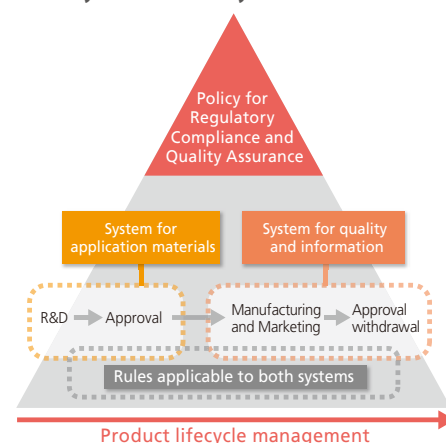 Policy for
Regulatory
Compliance and
Quality Assurance
System for
application materials
System for quality
and information
R&D
Approval
Manufacturing
and Marketing
Approval
withdrawal
Rules applicable to both systems
Product lifecycle management